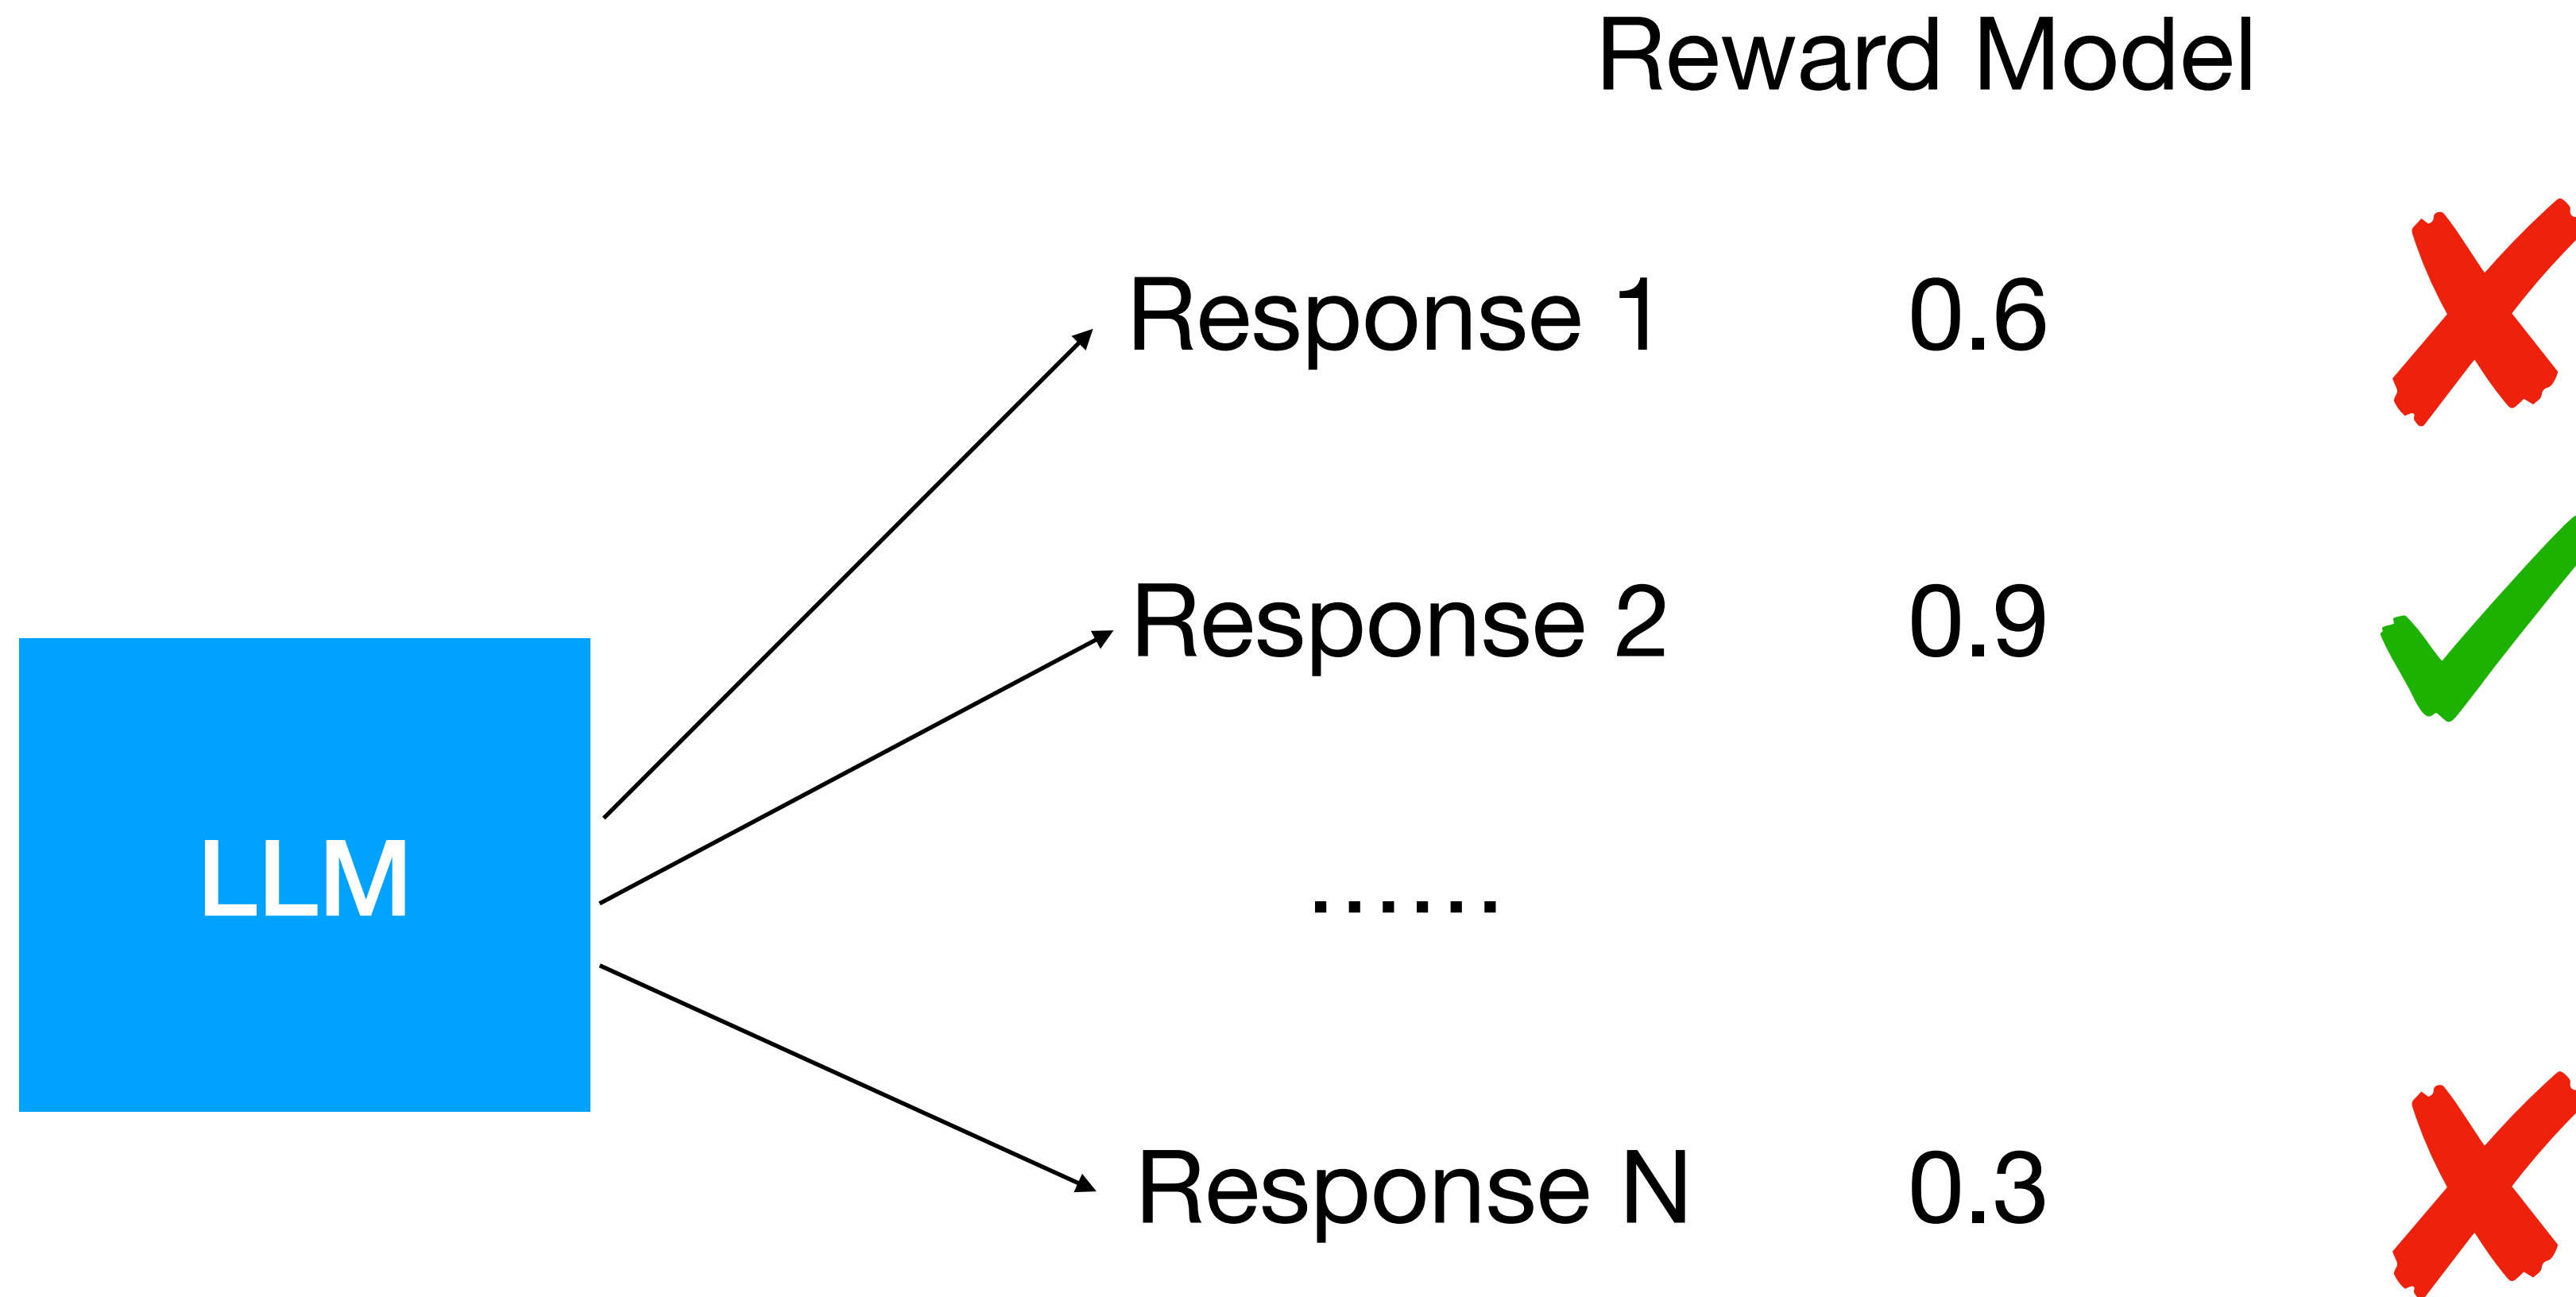 Reward Model
Response 1 0.6
Response 2 0.9
LLM
......
Response N 0.3